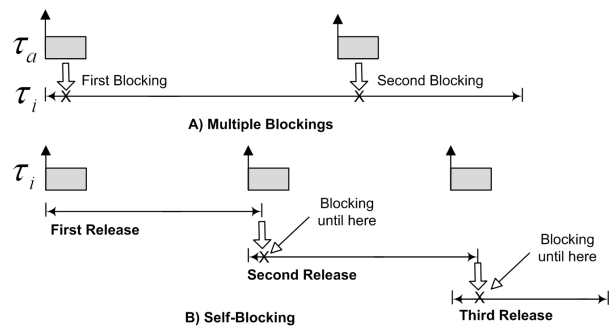 τa
First Blocking
Second Blocking
τi
X
X
A) Multiple Blockings
τi
First Release
Blocking
until here
X
Second Release
Blocking
until here
X
Third Release
B) Self-Blocking